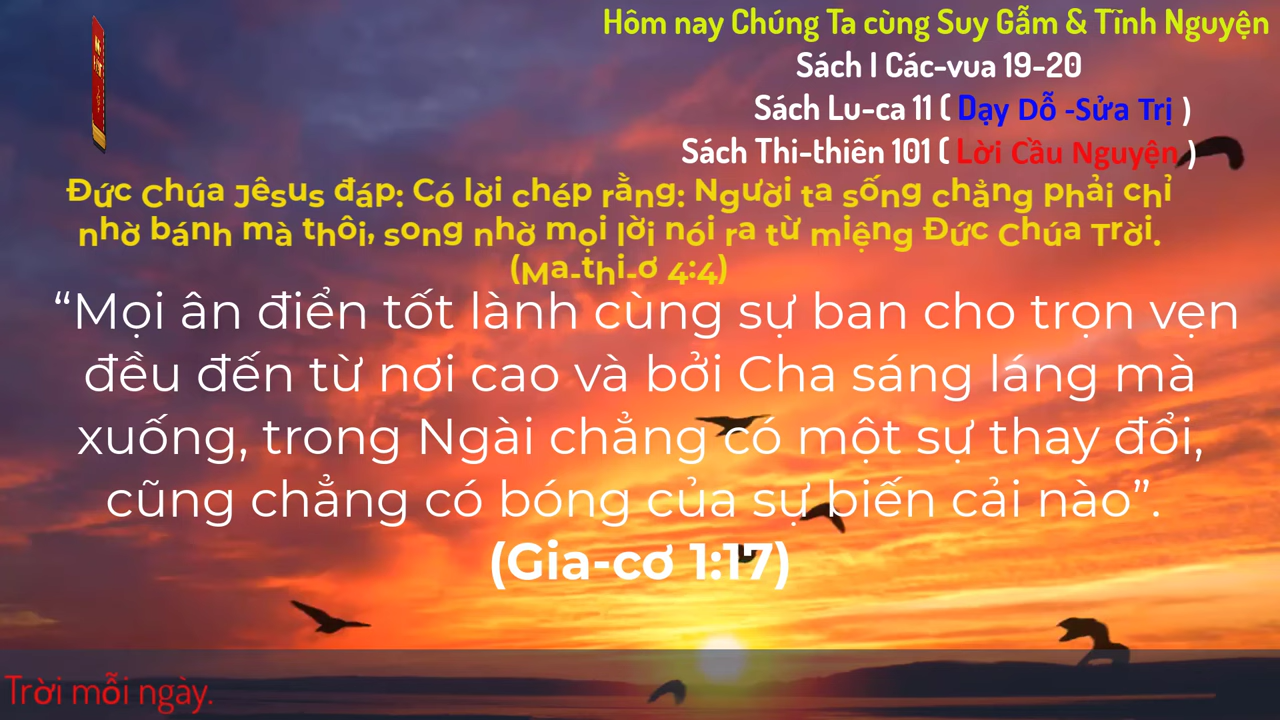 Hôm nay Chúng Ta cùng Suy Gẫm & Tĩnh Nguyện
Sách I Các-vua 19-20
Sách Lu-ca 11 ( Dạy Dỗ -Sửa Trị )
Sách Thi-thiên 101 ( Lời Cầu Nguyện )
Đức Chúa Jêsus đáp: Có lời chép rằng: Người ta sống chẳng phải chỉ
nhờ bánh mà thôi, song nhờ mọi lời nói ra từ miệng Đức Chúa Trời.
(Ma-thi-ơ 4:4)
“Mọi ân điển tốt lành cùng sự ban cho trọn vẹn
đều đến từ nơi cao và bởi Cha sáng láng mà
xuống, trong Ngài chẳng có một sự thay đổi,
cũng chẳng có bóng của sự biến cải nào”.
(Gia-cơ 1:17)
Trời mỗi ngày.